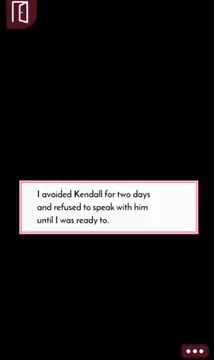 I avoided Kendall for two days
and refused to speak with him
until I was ready to.